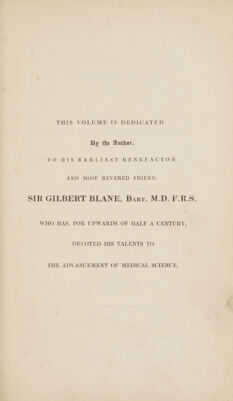 THIS VOLUME IS DEDICATED
By the Author,
TO HIS EARLIEST BENEFACTOR
AND MOST REVERED FRIEND,
SIR GILBERT BLANE, BART. M.D. F.R.S.
WHO HAS, FOR UPWARDS OF HALF A CENTURY,
DEVOTED HIS TALENTS TO
THE ADVANCEMENT OF MEDICAL SCIENCE.